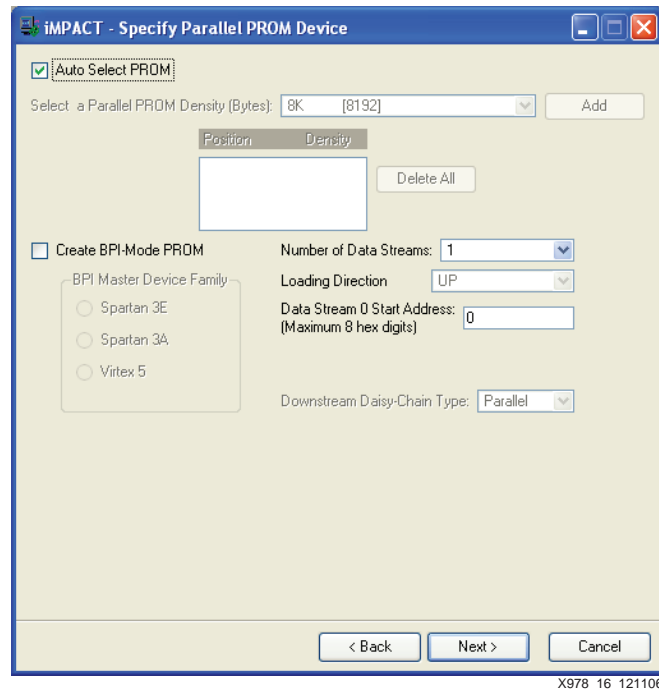 iMPACT - Specify Parallel PROM Device
Auto Select PROM
Select a Parallel PROM Density (Bytes): 8K [8192] Add
Position Density
Delete All
Create BPI-Mode PROM Number of Data Streams: 1
BPI Master Device Family Loading Direction UP
Spartan 3E Data Stream 0 Start Address: 0
(Maximum 8 hex digits)
Spartan 3A
Virtex 5
Downstream Daisy-Chain Type: Parallel
< Back Next > Cancel
X978_16_121106